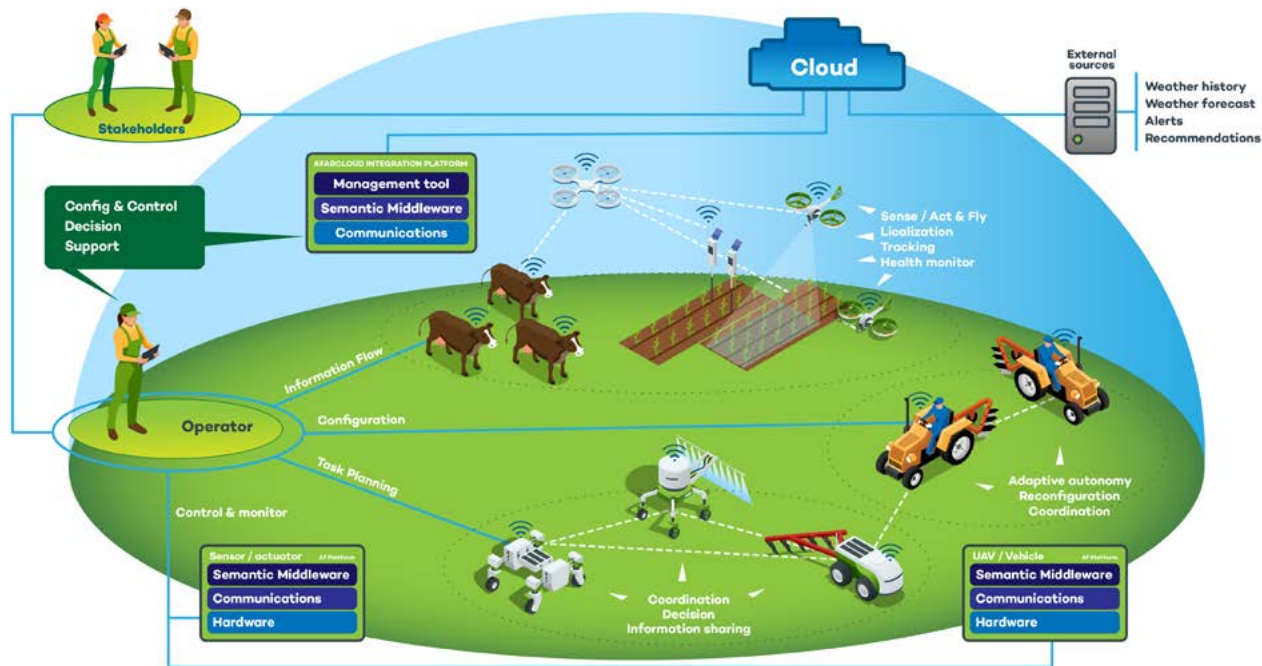 Cloud
External
sources
Weather history
Weather forecast
Alerts
Recommendations
Stakeholders
AFARCLOUD INTEGRATION PLATFORM
Management tool
Semantic Middleware
Communications
Config & Control
Decision
Support
Sense / Act & Fly
Licalization
Tracking
Health monitor
Information Flow
Operator
Configuration
Task Planning
Control & monitor
Adaptive autonomy
Reconfiguration
Coordination
Sensor / actuator AF Platform
Semantic Middleware
Communications
Hardware
Coordination
Decision
Information sharing
UAV / Vehicle AF Platform
Semantic Middleware
Communications
Hardware